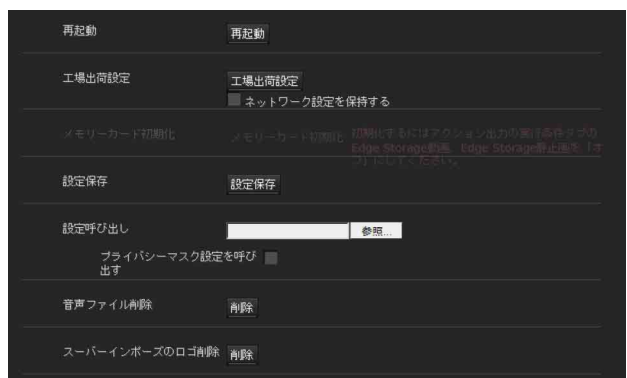 再起動 再起動
工場出荷設定 工場出荷設定
ネットワーク設定を保持する
メモリーカード初期化 メモリーカード初期化 初期化するにはアクション出力の実行条件タブの
Edge Storage動画、Edge Storage静止画を「オ
フ」にしてください。
設定保存 設定保存
設定呼び出し 参照...
プライバシーマスク設定を呼び
出す
音声ファイル削除 削除
スーパーインポーズのロゴ削除 削除